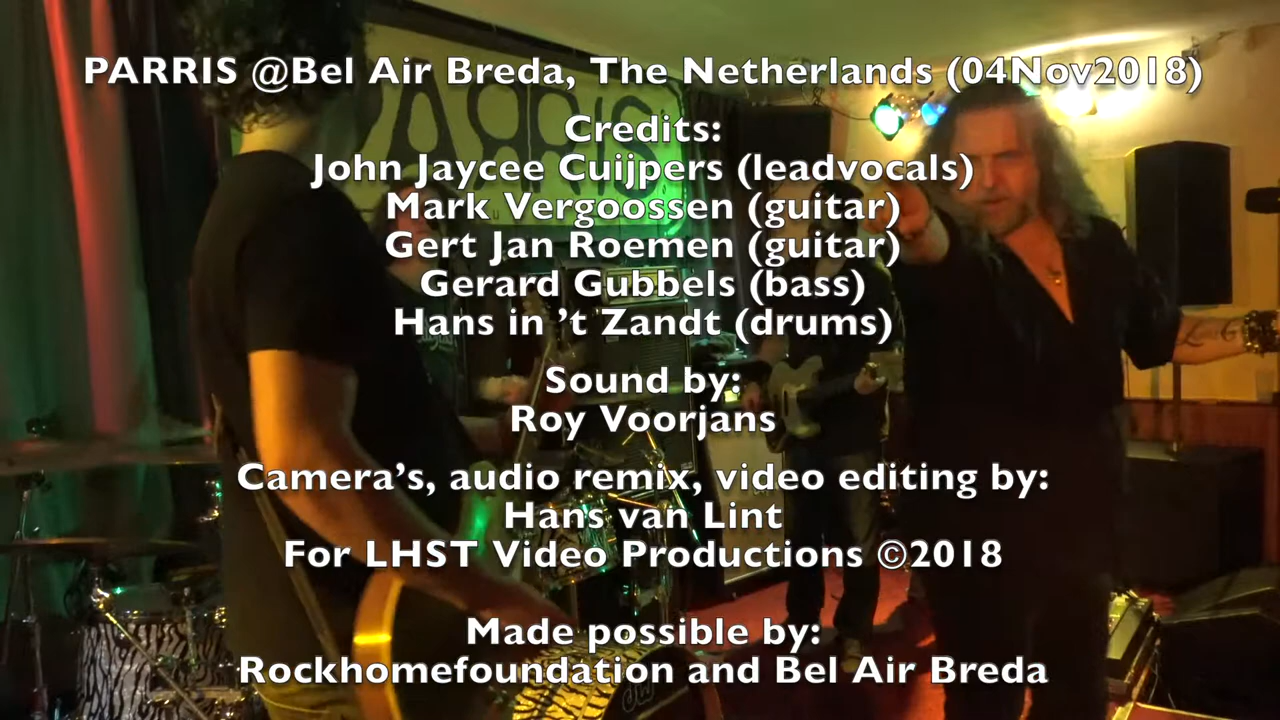 PARRIS @Bel Air Breda, The Netherlands (04Nov2018)
Credits:
John Jaycee Cuijpers (leadvocals)
Mark Vergoossen (guitar)
Gert Jan Roemen (guitar)
Gerard Gubbels (bass)
Hans in ’t Zandt (drums)
Sound by:
Roy Voorjans
Camera’s, audio remix, video editing by:
Hans van Lint
For LHST Video Productions ©2018
Made possible by:
Rockhomefoundation and Bel Air Breda
PARRIS
dw